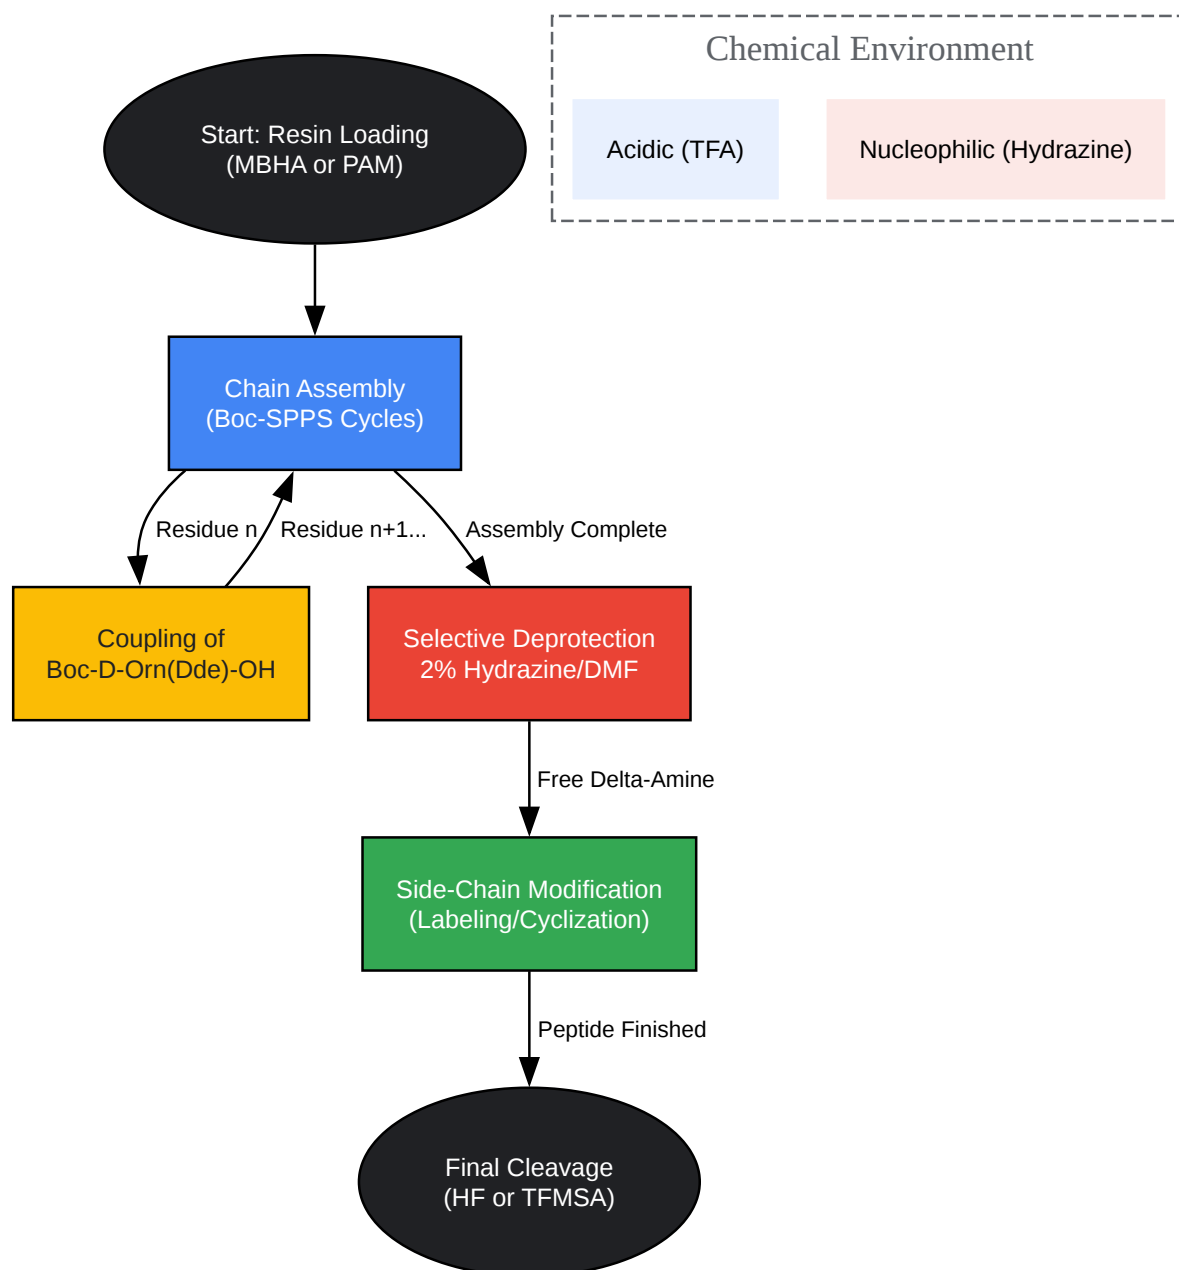 Chemical Environment
Acidic (TFA)
Nucleophilic (Hydrazine)
Start: Resin Loading
(MBHA or PAM)
Chain Assembly
(Boc-SPPS Cycles)
Residue n
Residue n+1...
Assembly Complete
Coupling of
Boc-D-Orn(Dde)-OH
Selective Deprotection
2% Hydrazine/DMF
Free Delta-Amine
Side-Chain Modification
(Labeling/Cyclization)
Peptide Finished
Final Cleavage
(HF or TFMSA)